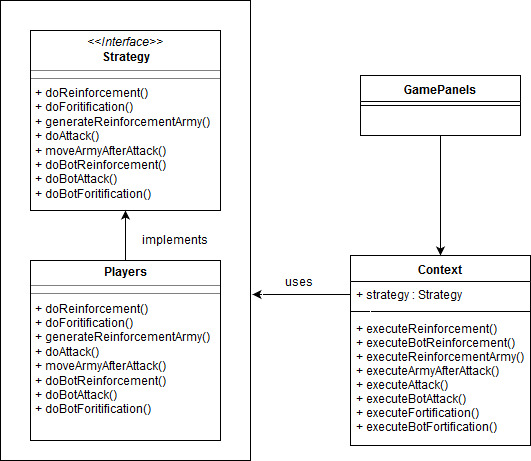 <<Interface>>
Strategy
+ doReinforcement()
+ doForitification()
+ generateReinforcementArmy()
+ doAttack()
+ moveArmyAfterAttack()
+ doBotReinforcement()
+ doBotAttack()
+ doBotForitification()
implements
Players
+ doReinforcement()
+ doForitification()
+ generateReinforcementArmy()
+ doAttack()
+ moveArmyAfterAttack()
+ doBotReinforcement()
+ doBotAttack()
+ doBotForitification()
uses
GamePanels
Context
+ strategy : Strategy
+ executeReinforcement()
+ executeBotReinforcement()
+ executeReinforcementArmy()
+ executeArmyAfterAttack()
+ executeAttack()
+ executeBotAttack()
+ executeFortification()
+ executeBotFortification()